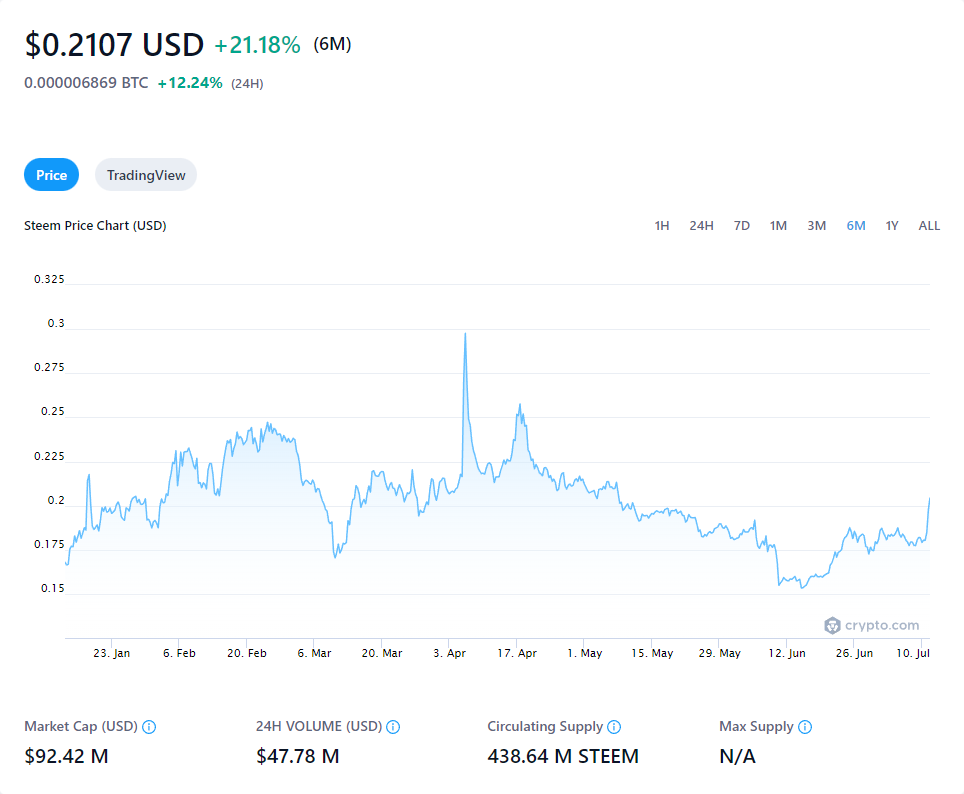 $0.2107 USD +21.18% (6M)
0.000006869 BTC +12.24% (24H)
Price TradingView
Steem Price Chart (USD) 1H 24H 7D 1M 3M 6M 1Y ALL
0.325
0.3
0.275
0.25
0.225
0.2
0.175
0.15
crypto.com
23. Jan 6. Feb 20. Feb 6. Mar 20. Mar 3. Apr 17. Apr 1. May 15. May 29. May 12. Jun 26. Jun 10. Jul
Market Cap (USD) 24H VOLUME (USD) Circulating Supply Max Supply
$92.42 M $47.78 M 438.64 M STEEM N/A